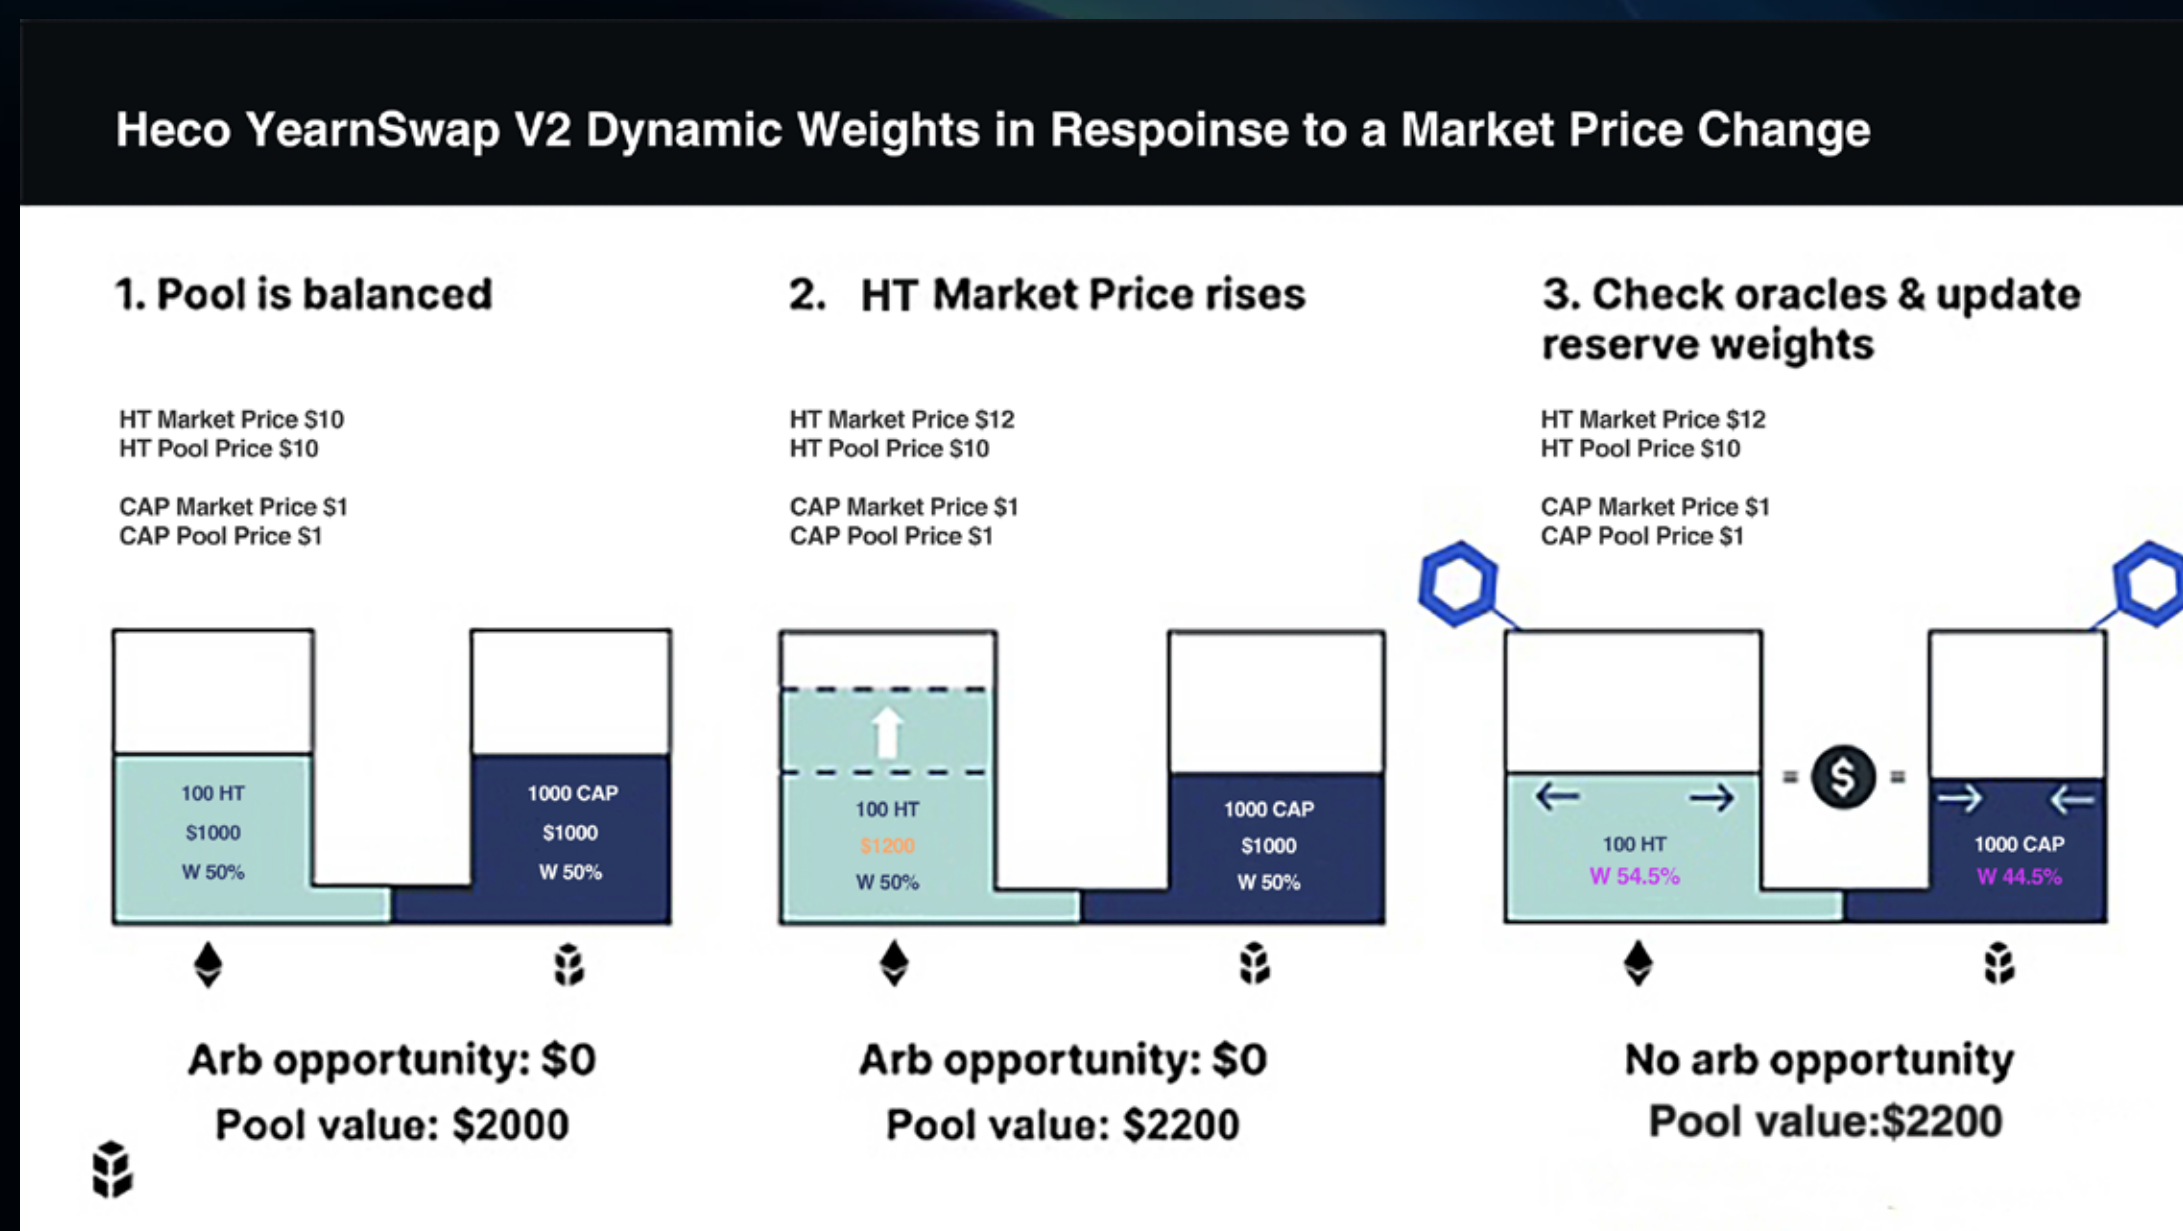 Heco YearnSwap V2 Dynamic Weights in Respoinse to a Market Price Change
1. Pool is balanced
HT Market Price $10
HT Pool Price $10
CAP Market Price $1
CAP Pool Price $1
100 HT
$1000
W 50%
1000 CAP
$1000
W 50%
Arb opportunity: $0
Pool value: $2000
2. HT Market Price rises
HT Market Price $12
HT Pool Price $10
CAP Market Price $1
CAP Pool Price $1
100 HT
$1200
W 50%
1000 CAP
$1000
W 50%
Arb opportunity: $0
Pool value: $2200
3. Check oracles & update
reserve weights
HT Market Price $12
HT Pool Price $10
CAP Market Price $1
CAP Pool Price $1
100 HT
W 54.5%
= $ =
1000 CAP
W 44.5%
No arb opportunity
Pool value:$2200